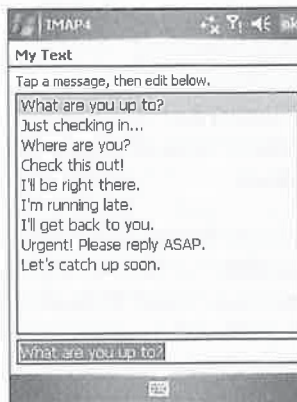 IMAP4
ok
My Text
Tap a message, then edit below.
What are you up to?
Just checking in...
Where are you?
Check this out!
I'll be right there.
I'm running late.
I'll get back to you.
Urgent! Please reply ASAP.
Let's catch up soon.
What are you up to?